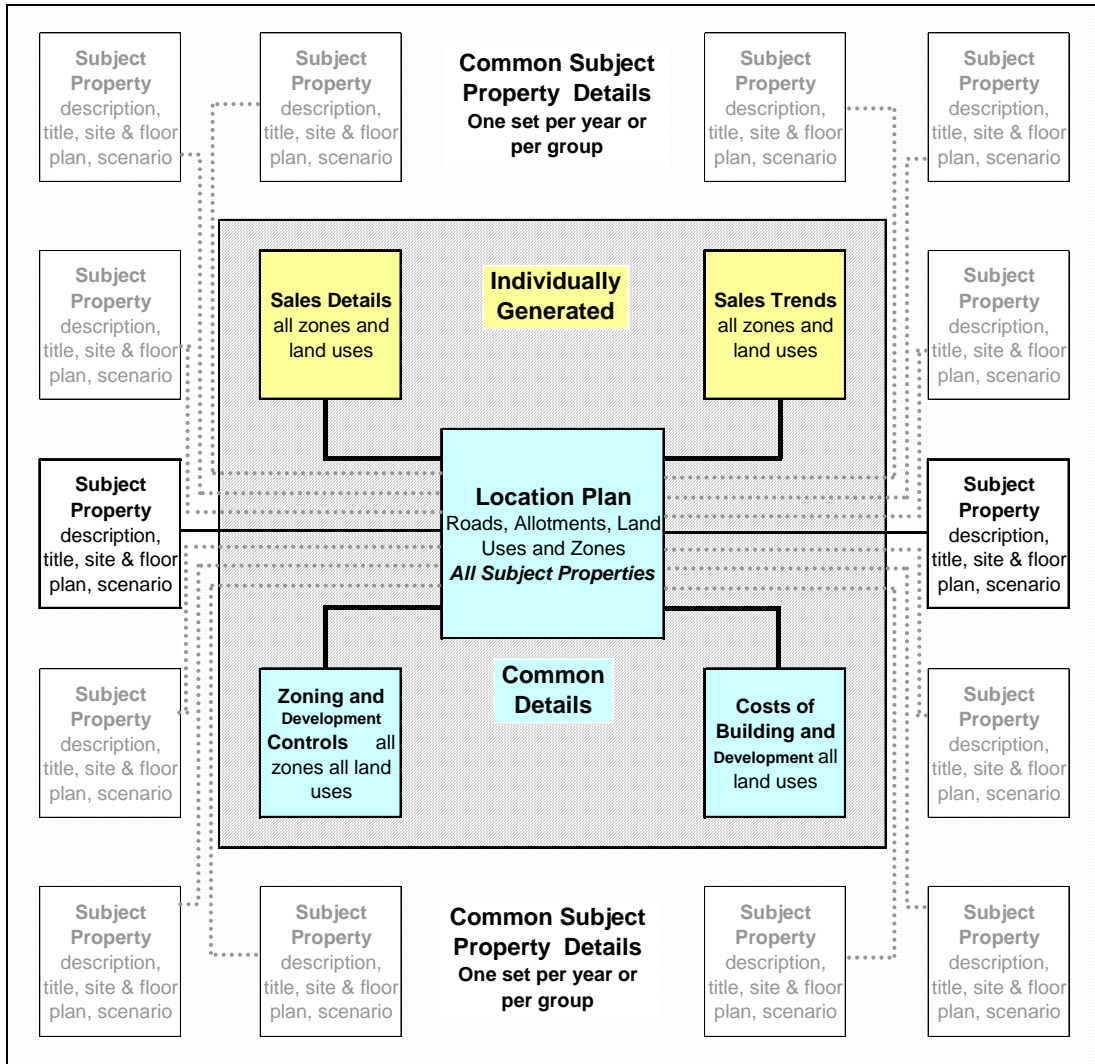 Subject
Property
description,
title, site & floor
plan, scenario
Subject
Property
description,
title, site & floor
plan, scenario
Common Subject
Property Details
One set per year or
per group
Subject
Property
description,
title, site & floor
plan, scenario
Subject
Property
description,
title, site & floor
plan, scenario
Subject
Property
description,
title, site & floor
plan, scenario
Sales Details
all zones and
land uses
Individually
Generated
Sales Trends
all zones and
land uses
Subject
Property
description,
title, site & floor
plan, scenario
Subject
Property
description,
title, site & floor
plan, scenario
Location Plan
Roads, Allotments, Land
Uses and Zones
All Subject Properties
Subject
Property
description,
title, site & floor
plan, scenario
Subject
Property
description,
title, site & floor
plan, scenario
Zoning and
Development
Controls all
zones all land
uses
Common
Details
Costs of
Building and
Development all
land uses
Subject
Property
description,
title, site & floor
plan, scenario
Subject
Property
description,
title, site & floor
plan, scenario
Subject
Property
description,
title, site & floor
plan, scenario
Common Subject
Property Details
One set per year or
per group
Subject
Property
description,
title, site & floor
plan, scenario
Subject
Property
description,
title, site & floor
plan, scenario